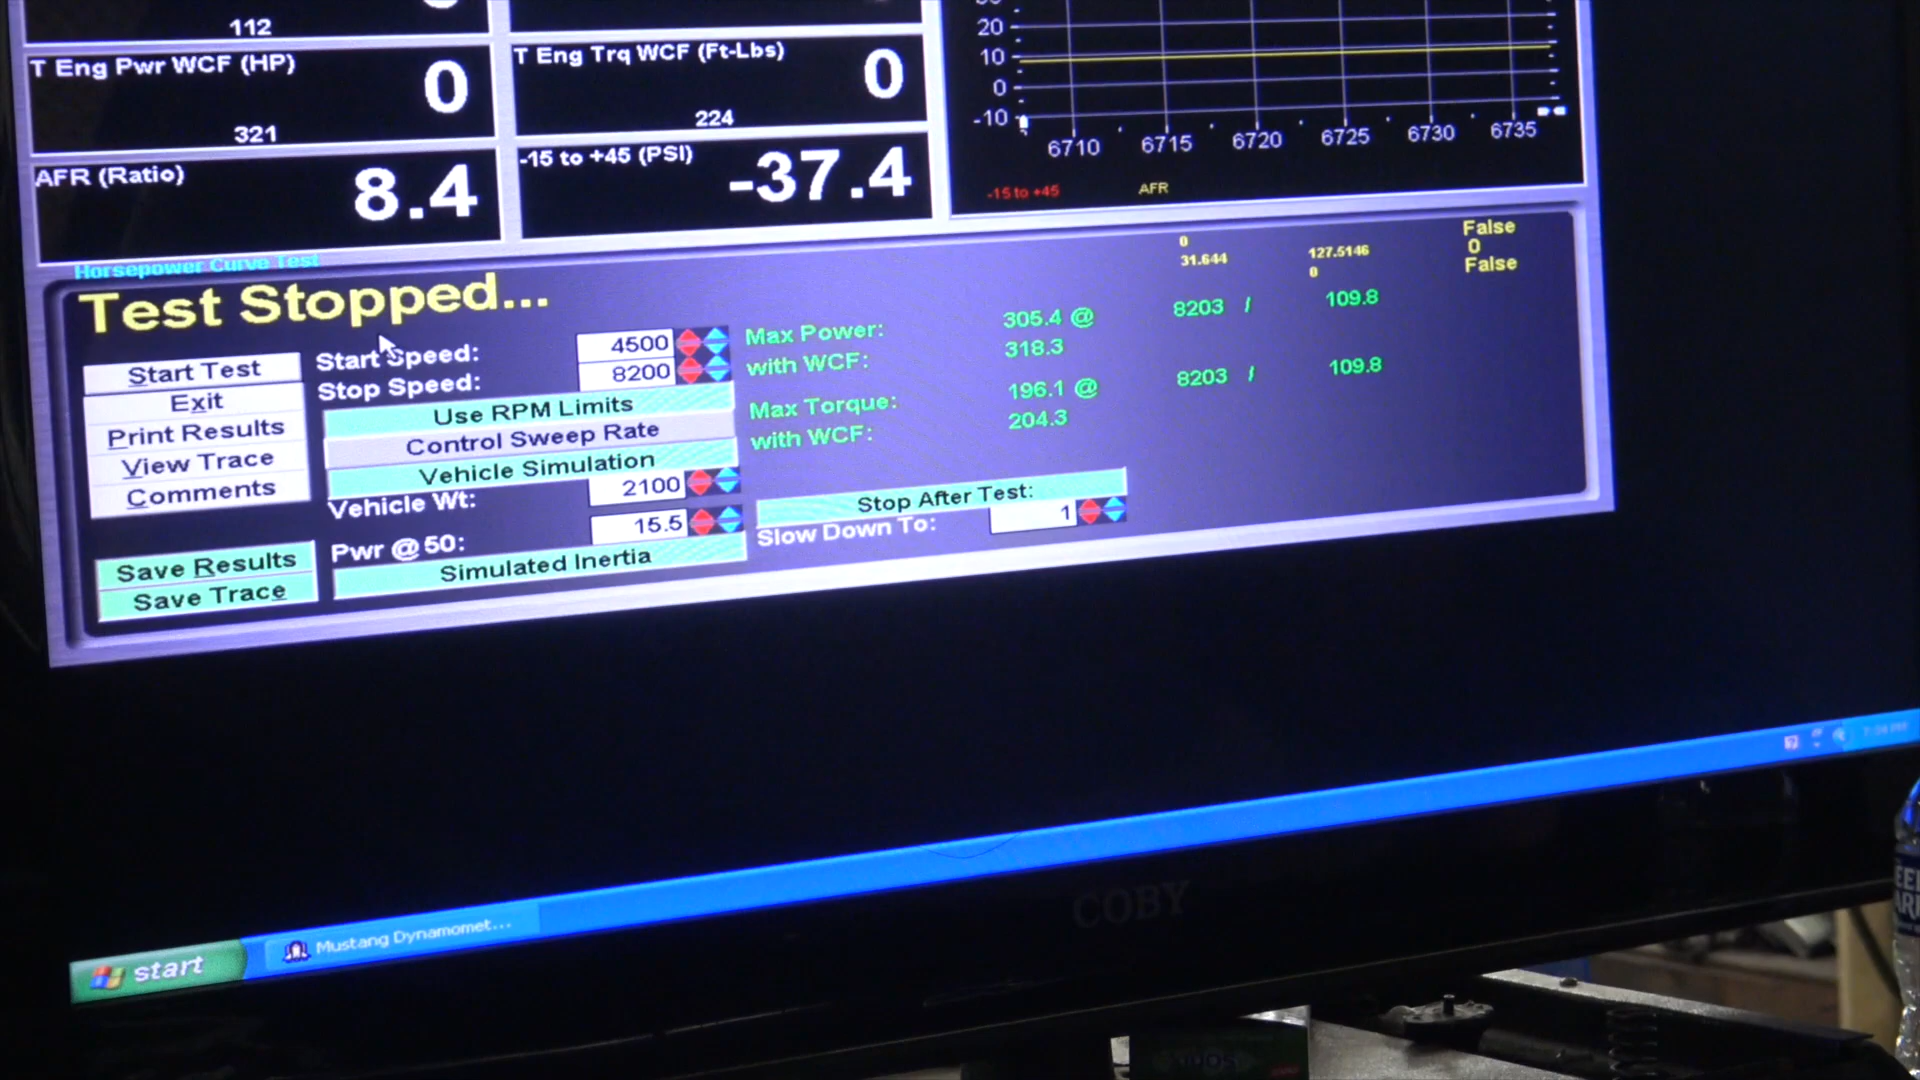 112
T Eng Pwr WCF (HP)
0
321
T Eng Trq WCF (Ft-Lbs)
0
224
AFR (Ratio)
8.4
-15 to +45 (PSI)
-37.4
20
10
0
-10
6710 6715 6720 6725 6730 6735
-15 to +45 AFR
Horsepower Curve Test
Test Stopped...
0
31.644
127.5146
0
False
0
False
Start Test
Exit
Print Results
View Trace
Comments
Save Results
Save Trace
Start Speed: 4500
Stop Speed: 8200
Use RPM Limits
Control Sweep Rate
Vehicle Simulation
Vehicle Wt: 2100
Pwr @ 50: 15.5
Simulated Inertia
Max Power: 305.4 @ 8203 / 109.8
with WCF: 318.3
Max Torque: 196.1 @ 8203 / 109.8
with WCF: 204.3
Stop After Test:
Slow Down To: 1
COBY
start
Mustang Dynamomet...